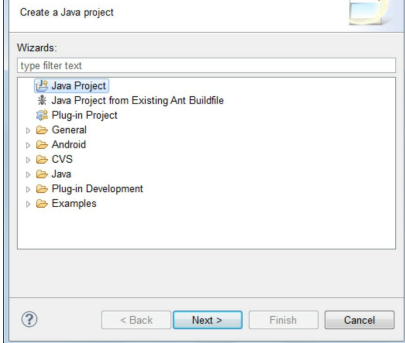 Create a Java project
Wizards:
type filter text
Java Project
Java Project from Existing Ant Buildfile
Plug-in Project
General
Android
CVS
Java
Plug-in Development
Examples
?
< Back
Next >
Finish
Cancel